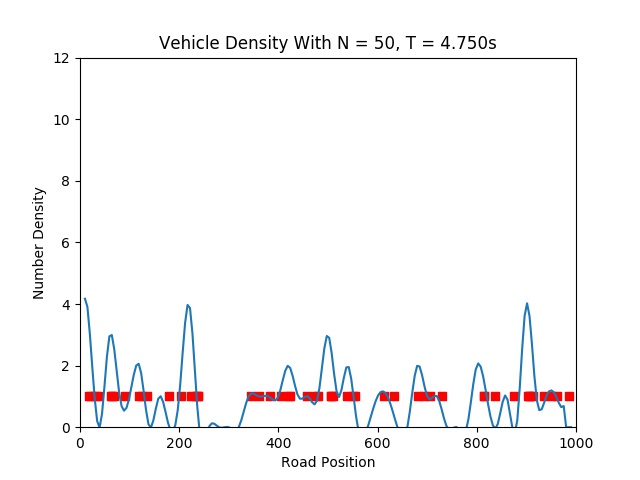 Vehicle Density With N = 50, T = 4.750s
12
10
8
6
4
2
0
Number Density
0 200 400 600 800 1000
Road Position